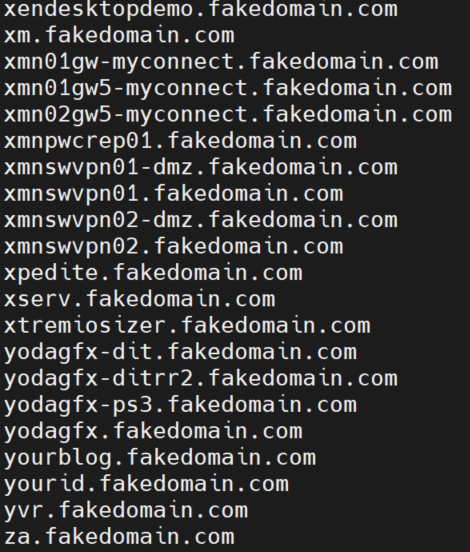 xendesktopdemo.fakedomain.com
xm.fakedomain.com
xmn01gw-myconnect.fakedomain.com
xmn01gw5-myconnect.fakedomain.com
xmn02gw5-myconnect.fakedomain.com
xmnpwcrep01.fakedomain.com
xmnswvpn01-dmz.fakedomain.com
xmnswvpn01.fakedomain.com
xmnswvpn02-dmz.fakedomain.com
xmnswvpn02.fakedomain.com
xpedite.fakedomain.com
xserv.fakedomain.com
xtremiosizer.fakedomain.com
yodagfx-dit.fakedomain.com
yodagfx-ditrr2.fakedomain.com
yodagfx-ps3.fakedomain.com
yodagfx.fakedomain.com
yourblog.fakedomain.com
yourid.fakedomain.com
yvr.fakedomain.com
za.fakedomain.com